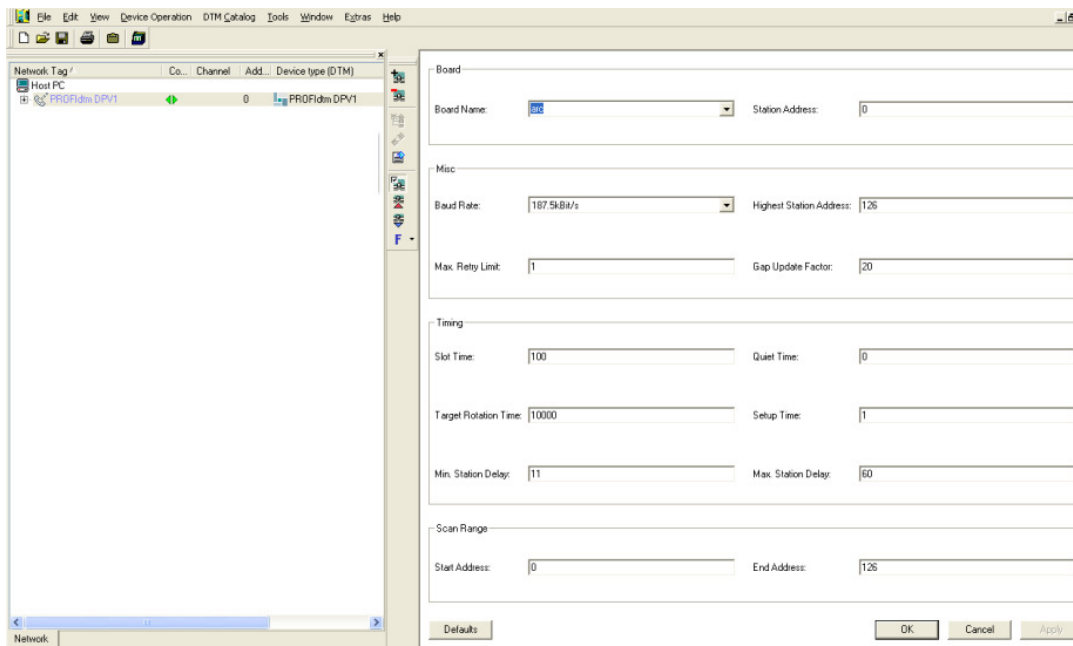 File Edit View Device Operation DTM Catalog Tools Window Extras Help
Network Tag Co... Channel Add... Device type (DTM)
Host PC
PROFIdtm DPV1 0 PROFIdtm DPV1
F
Board
Board Name: arc Station Address: 0
Misc
Baud Rate: 187.5kBit/s Highest Station Address: 126
Max. Retry Limit: 1 Gap Update Factor: 20
Timing
Slot Time: 100 Quiet Time: 0
Target Rotation Time: 10000 Setup Time: 1
Min. Station Delay: 11 Max. Station Delay: 60
Scan Range
Start Address: 0 End Address: 126
Defaults OK Cancel Apply
Network